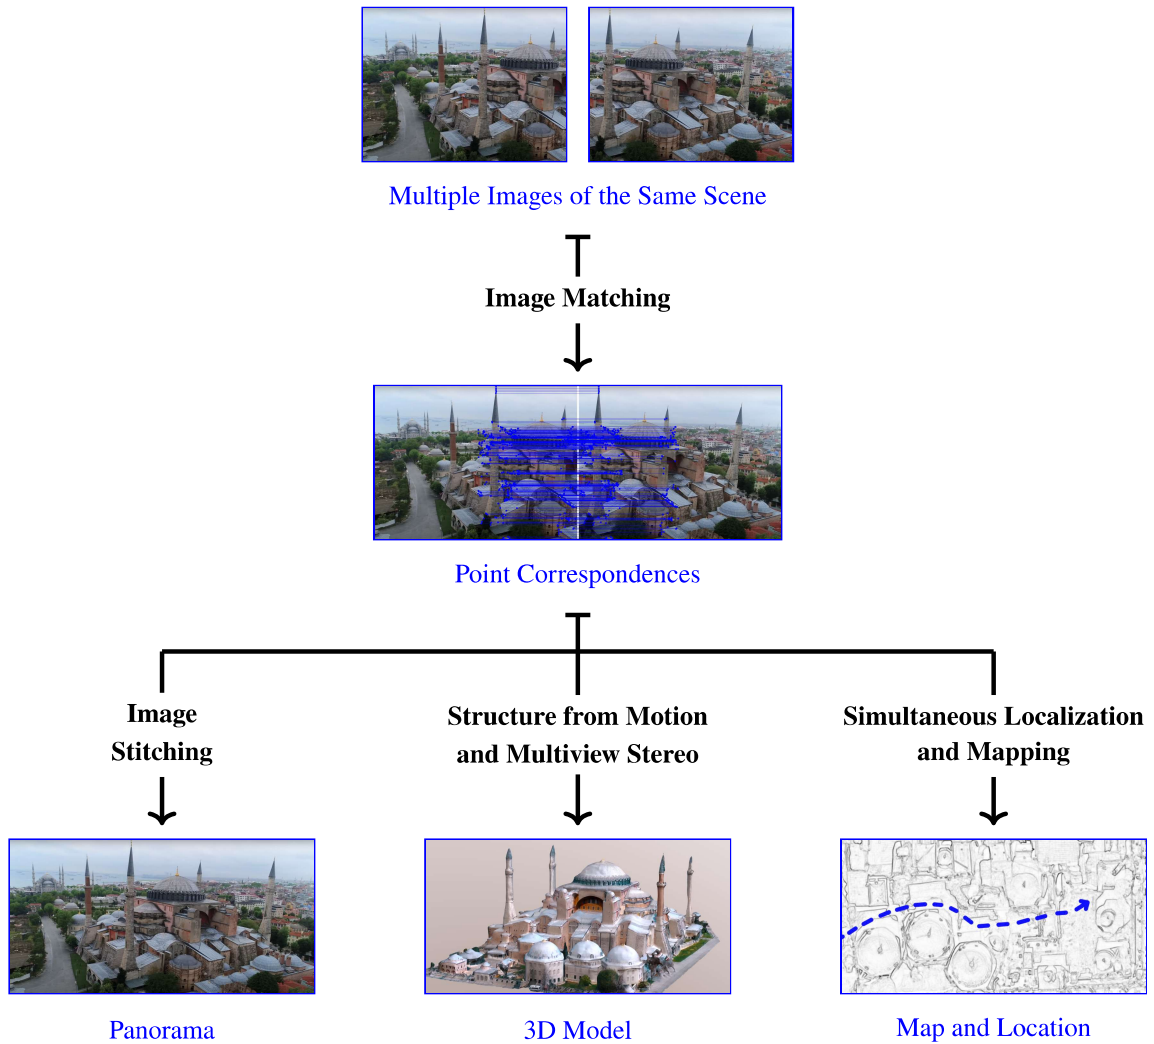 Multiple Images of the Same Scene
Image Matching
Point Correspondences
Image
Stitching
Structure from Motion
and Multiview Stereo
Simultaneous Localization
and Mapping
Panorama
3D Model
Map and Location